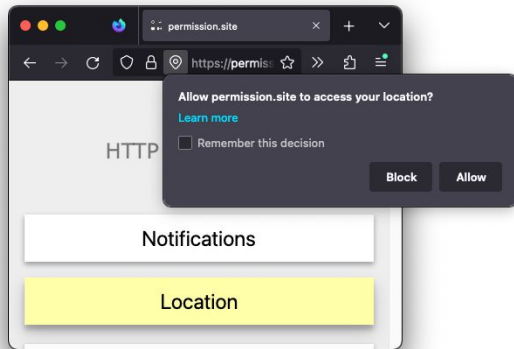 permission.site
https://permiss
Allow permission.site to access your location?
Learn more
Remember this decision
Block
Allow
HTTP
Notifications
Location